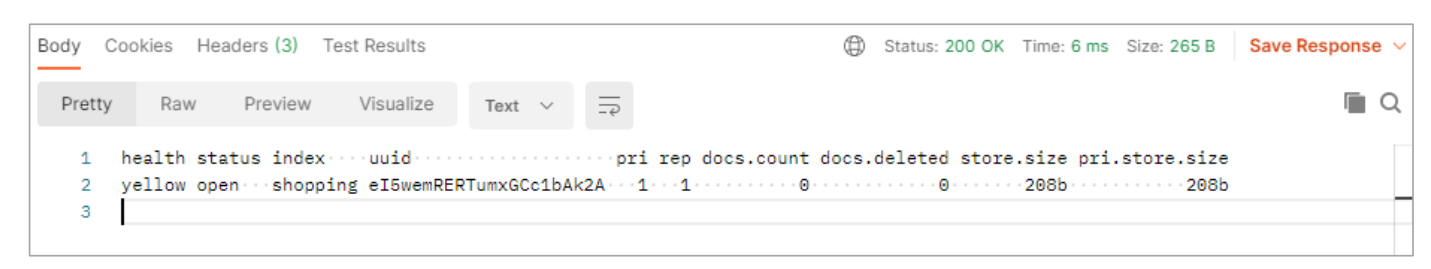 Body Cookies Headers (3) Test Results Status: 200 OK Time: 6 ms Size: 265 B Save Response
Pretty Raw Preview Visualize Text
1 health status index uuid pri rep docs.count docs.deleted store.size pri.store.size
2 yellow open shopping eI5wemRERTumxGCc1bAk2A 1 1 0 0 208b 208b
3